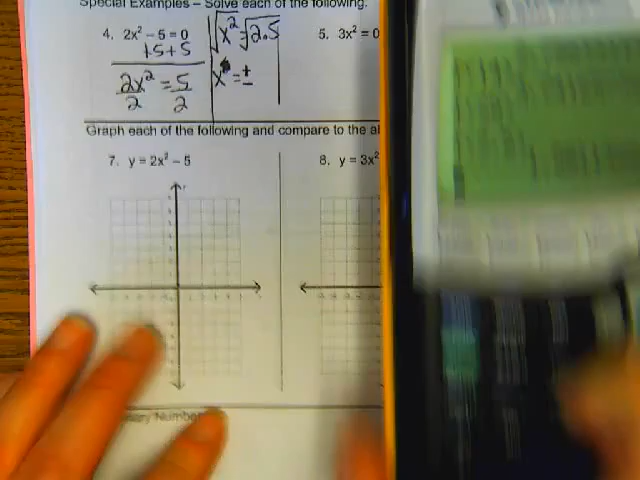 Special Examples – Solve each of the following.
4. 2x² – 5 = 0
+5 +5
2x² = 5
2 2
√x² = √2.5
x = ±
5. 3x² = 0
Graph each of the following and compare to the
7. y = 2x² – 5
8. y = 3x²